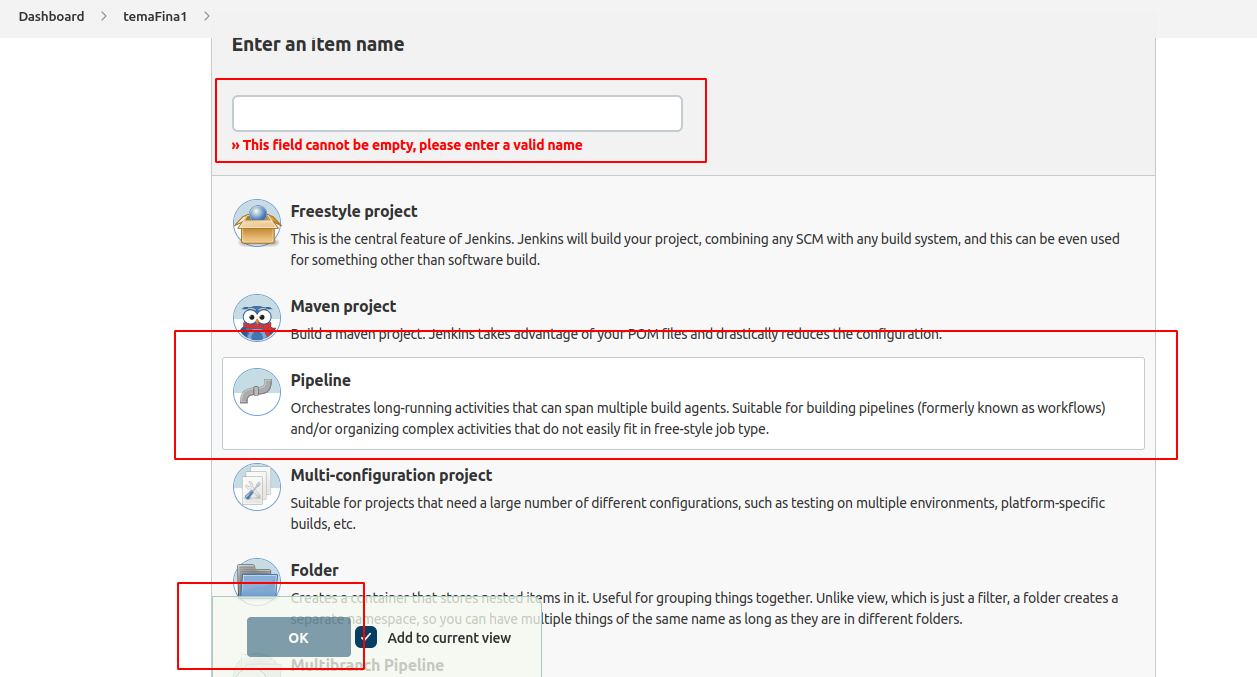 Dashboard > temaFina1 >
Enter an item name
» This field cannot be empty, please enter a valid name
Freestyle project
This is the central feature of Jenkins. Jenkins will build your project, combining any SCM with any build system, and this can be even used
for something other than software build.
Maven project
Build a maven project. Jenkins takes advantage of your POM files and drastically reduces the configuration.
Pipeline
Orchestrates long-running activities that can span multiple build agents. Suitable for building pipelines (formerly known as workflows)
and/or organizing complex activities that do not easily fit in free-style job type.
Multi-configuration project
Suitable for projects that need a large number of different configurations, such as testing on multiple environments, platform-specific
builds, etc.
Folder
Creates a container that stores nested items in it. Useful for grouping things together. Unlike view, which is just a filter, a folder creates a
separate namespace, so you can have multiple things of the same name as long as they are in different folders.
OK
Add to current view
Multibranch Pipeline